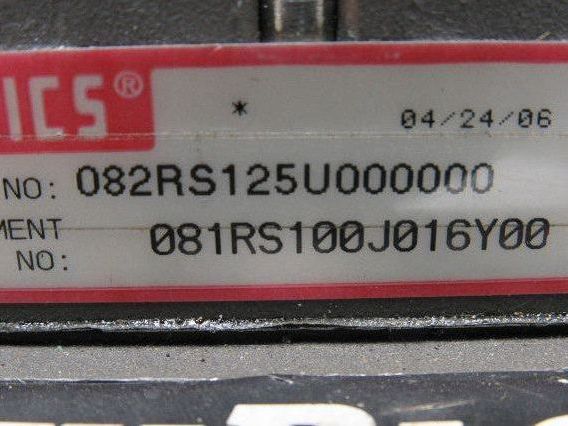 ICS®
* 04/24/06
NO: 082RS125U000000
MENT 081RS100J016Y00
NO: